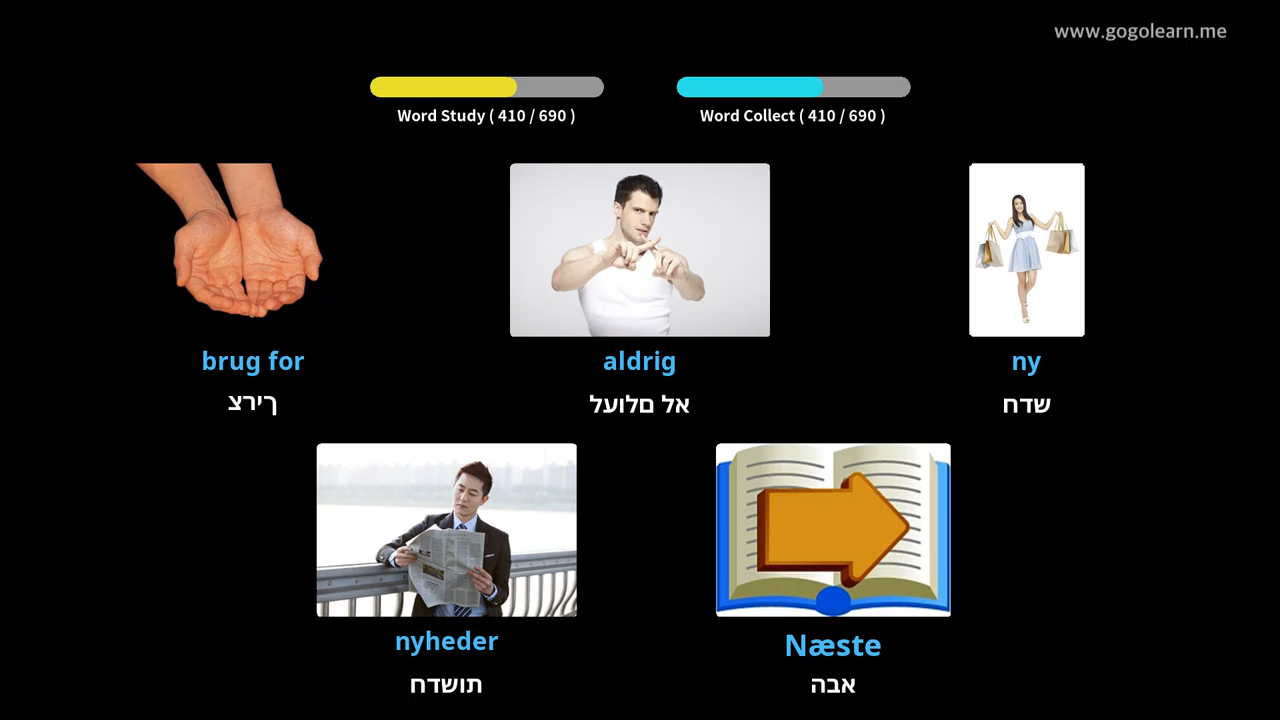 www.gogolearn.me
Word Study ( 410 / 690 )
Word Collect ( 410 / 690 )
brug for
ךירצ
aldrig
אל םלועל
ny
שדח
nyheder
תושדח
Næste
אבה